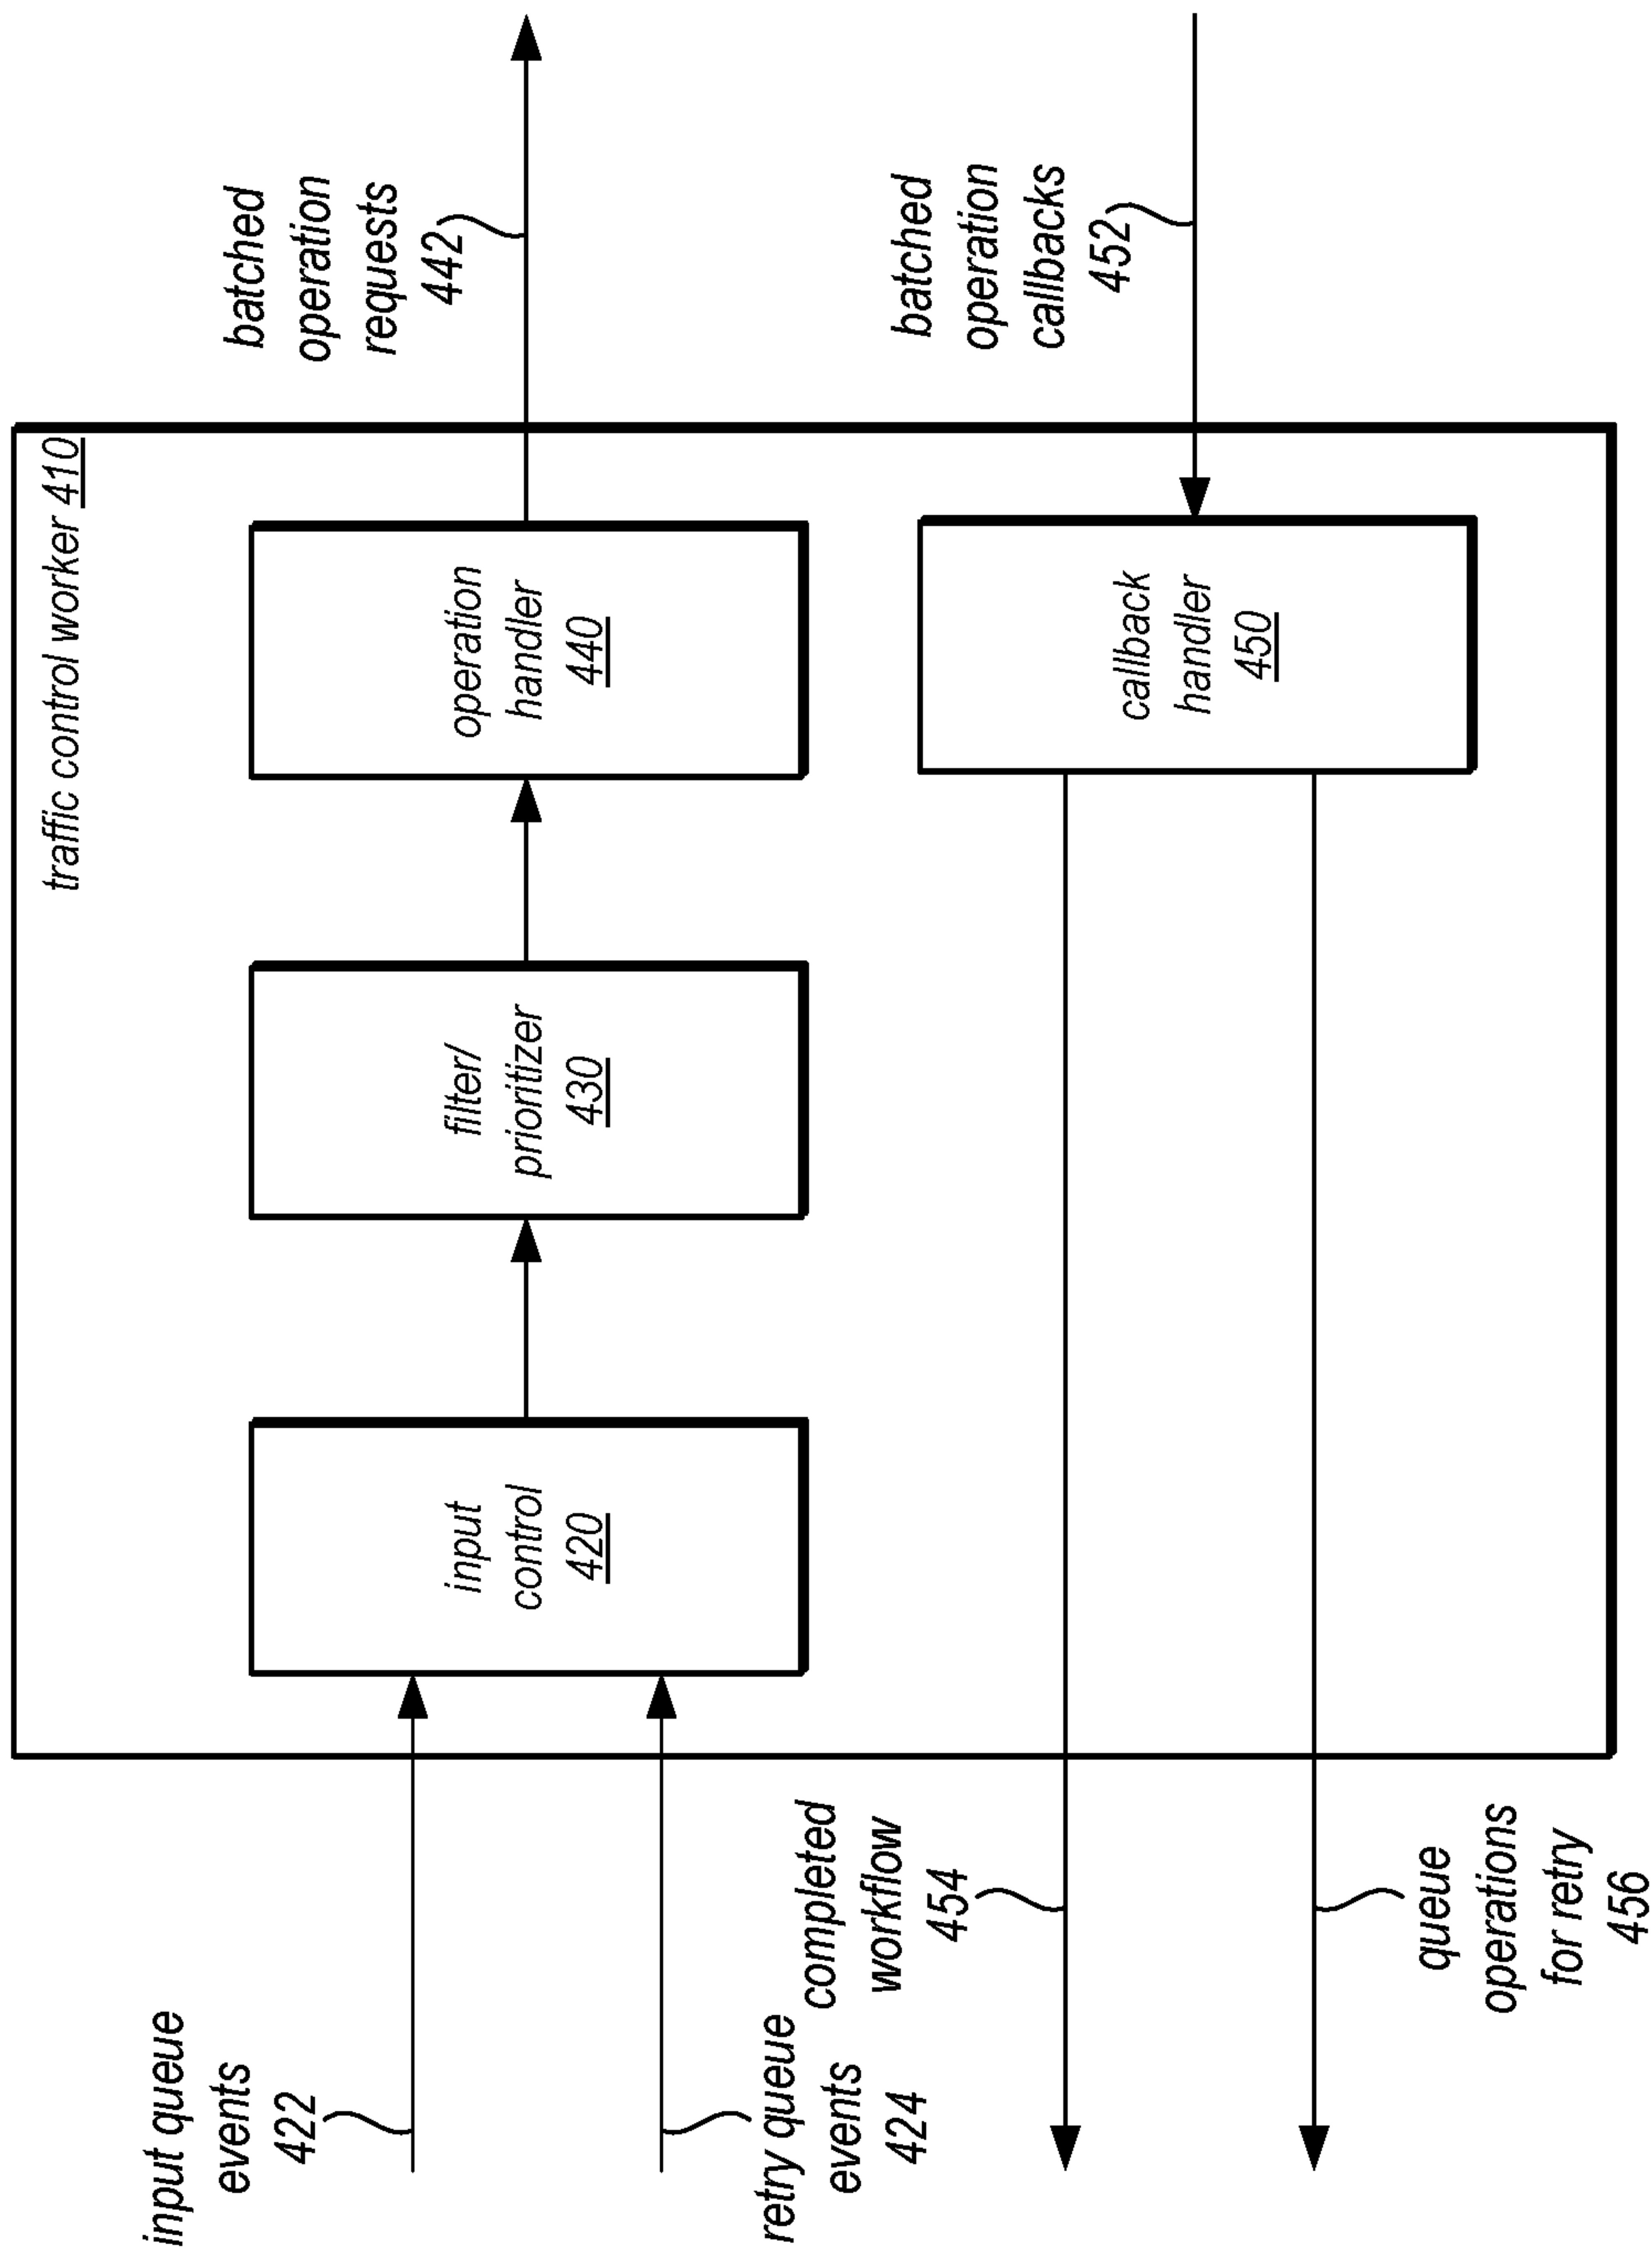 traffic control worker 410
input queue
events
422
retry queue
events
424
input
control
420
filter/
prioritizer
430
operation
handler
440
batched
operation
requests
442
completed
workflow
454
queue
operations
for retry
456
callback
handler
450
batched
operation
callbacks
452